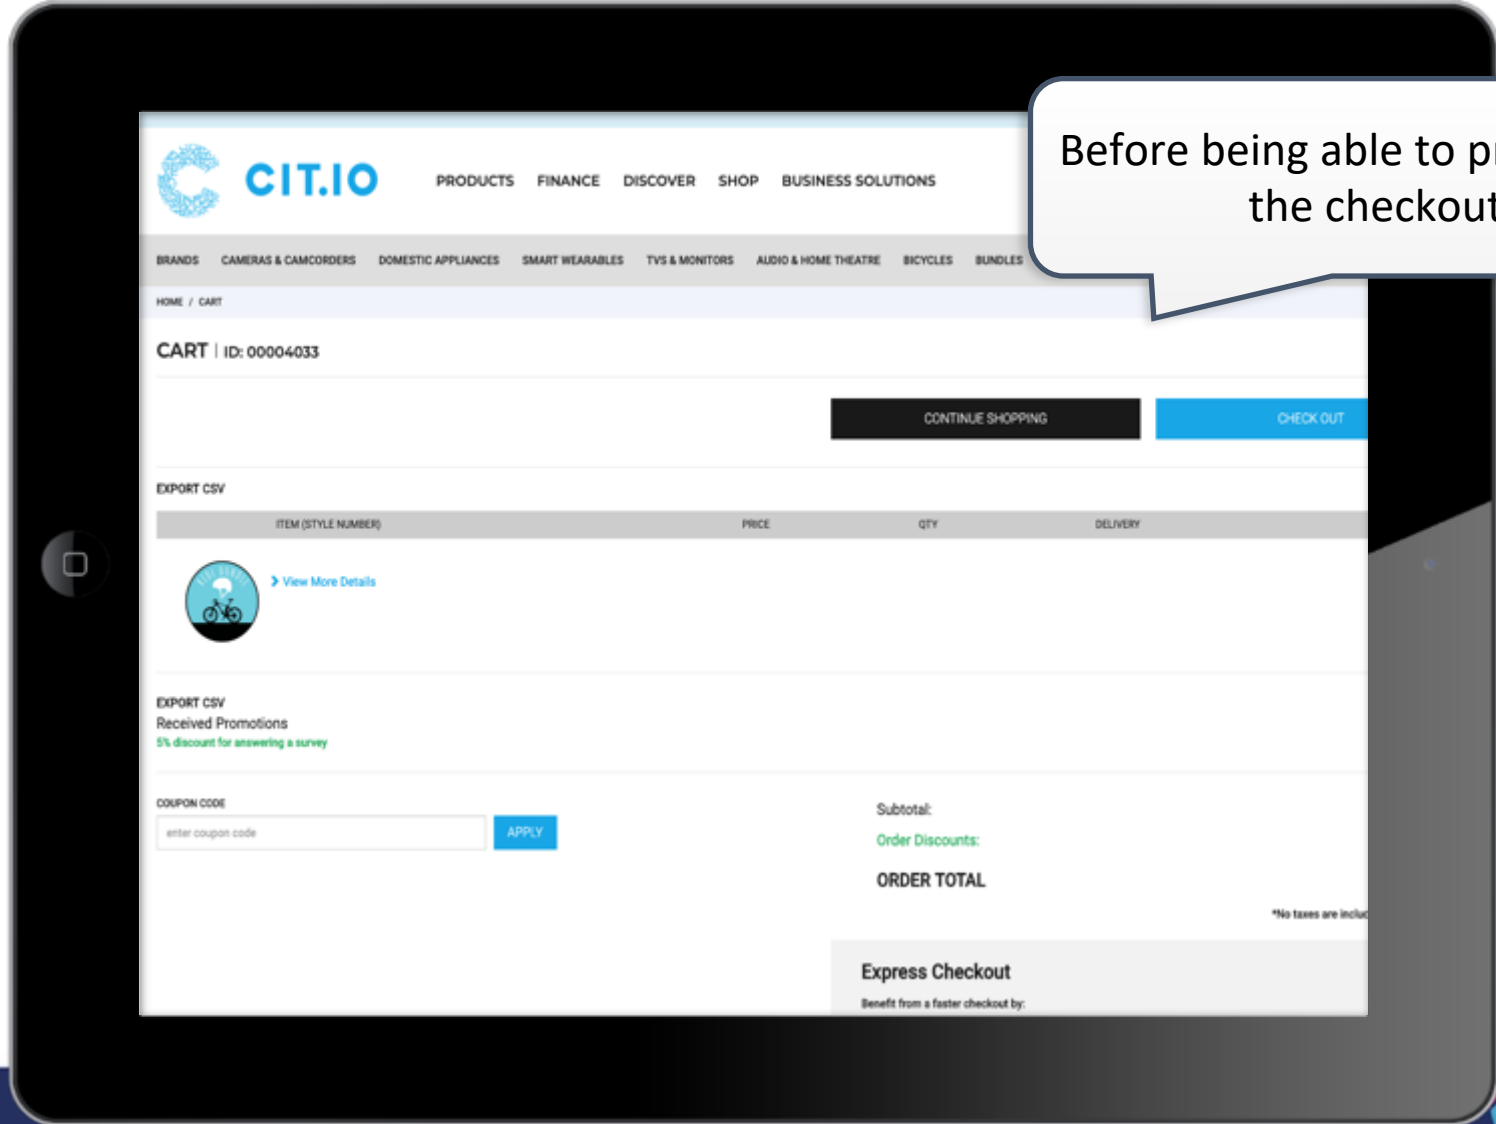 Before being able to
the checkout
CIT.IO
PRODUCTS FINANCE DISCOVER SHOP BUSINESS SOLUTIONS
BRANDS CAMERAS & CAMCORDERS DOMESTIC APPLIANCES SMART WEARABLES TVS & MONITORS AUDIO & HOME THEATRE BICYCLES BUNDLES
HOME / CART
CART | ID: 00004033
CONTINUE SHOPPING CHECK OUT
EXPORT CSV
ITEM (STYLE NUMBER) PRICE QTY DELIVERY
> View More Details
EXPORT CSV
Received Promotions
5% discount for answering a survey
COUPON CODE
enter coupon code APPLY
Subtotal:
Order Discounts:
ORDER TOTAL
*No taxes are
Express Checkout
Benefit from a faster checkout by: